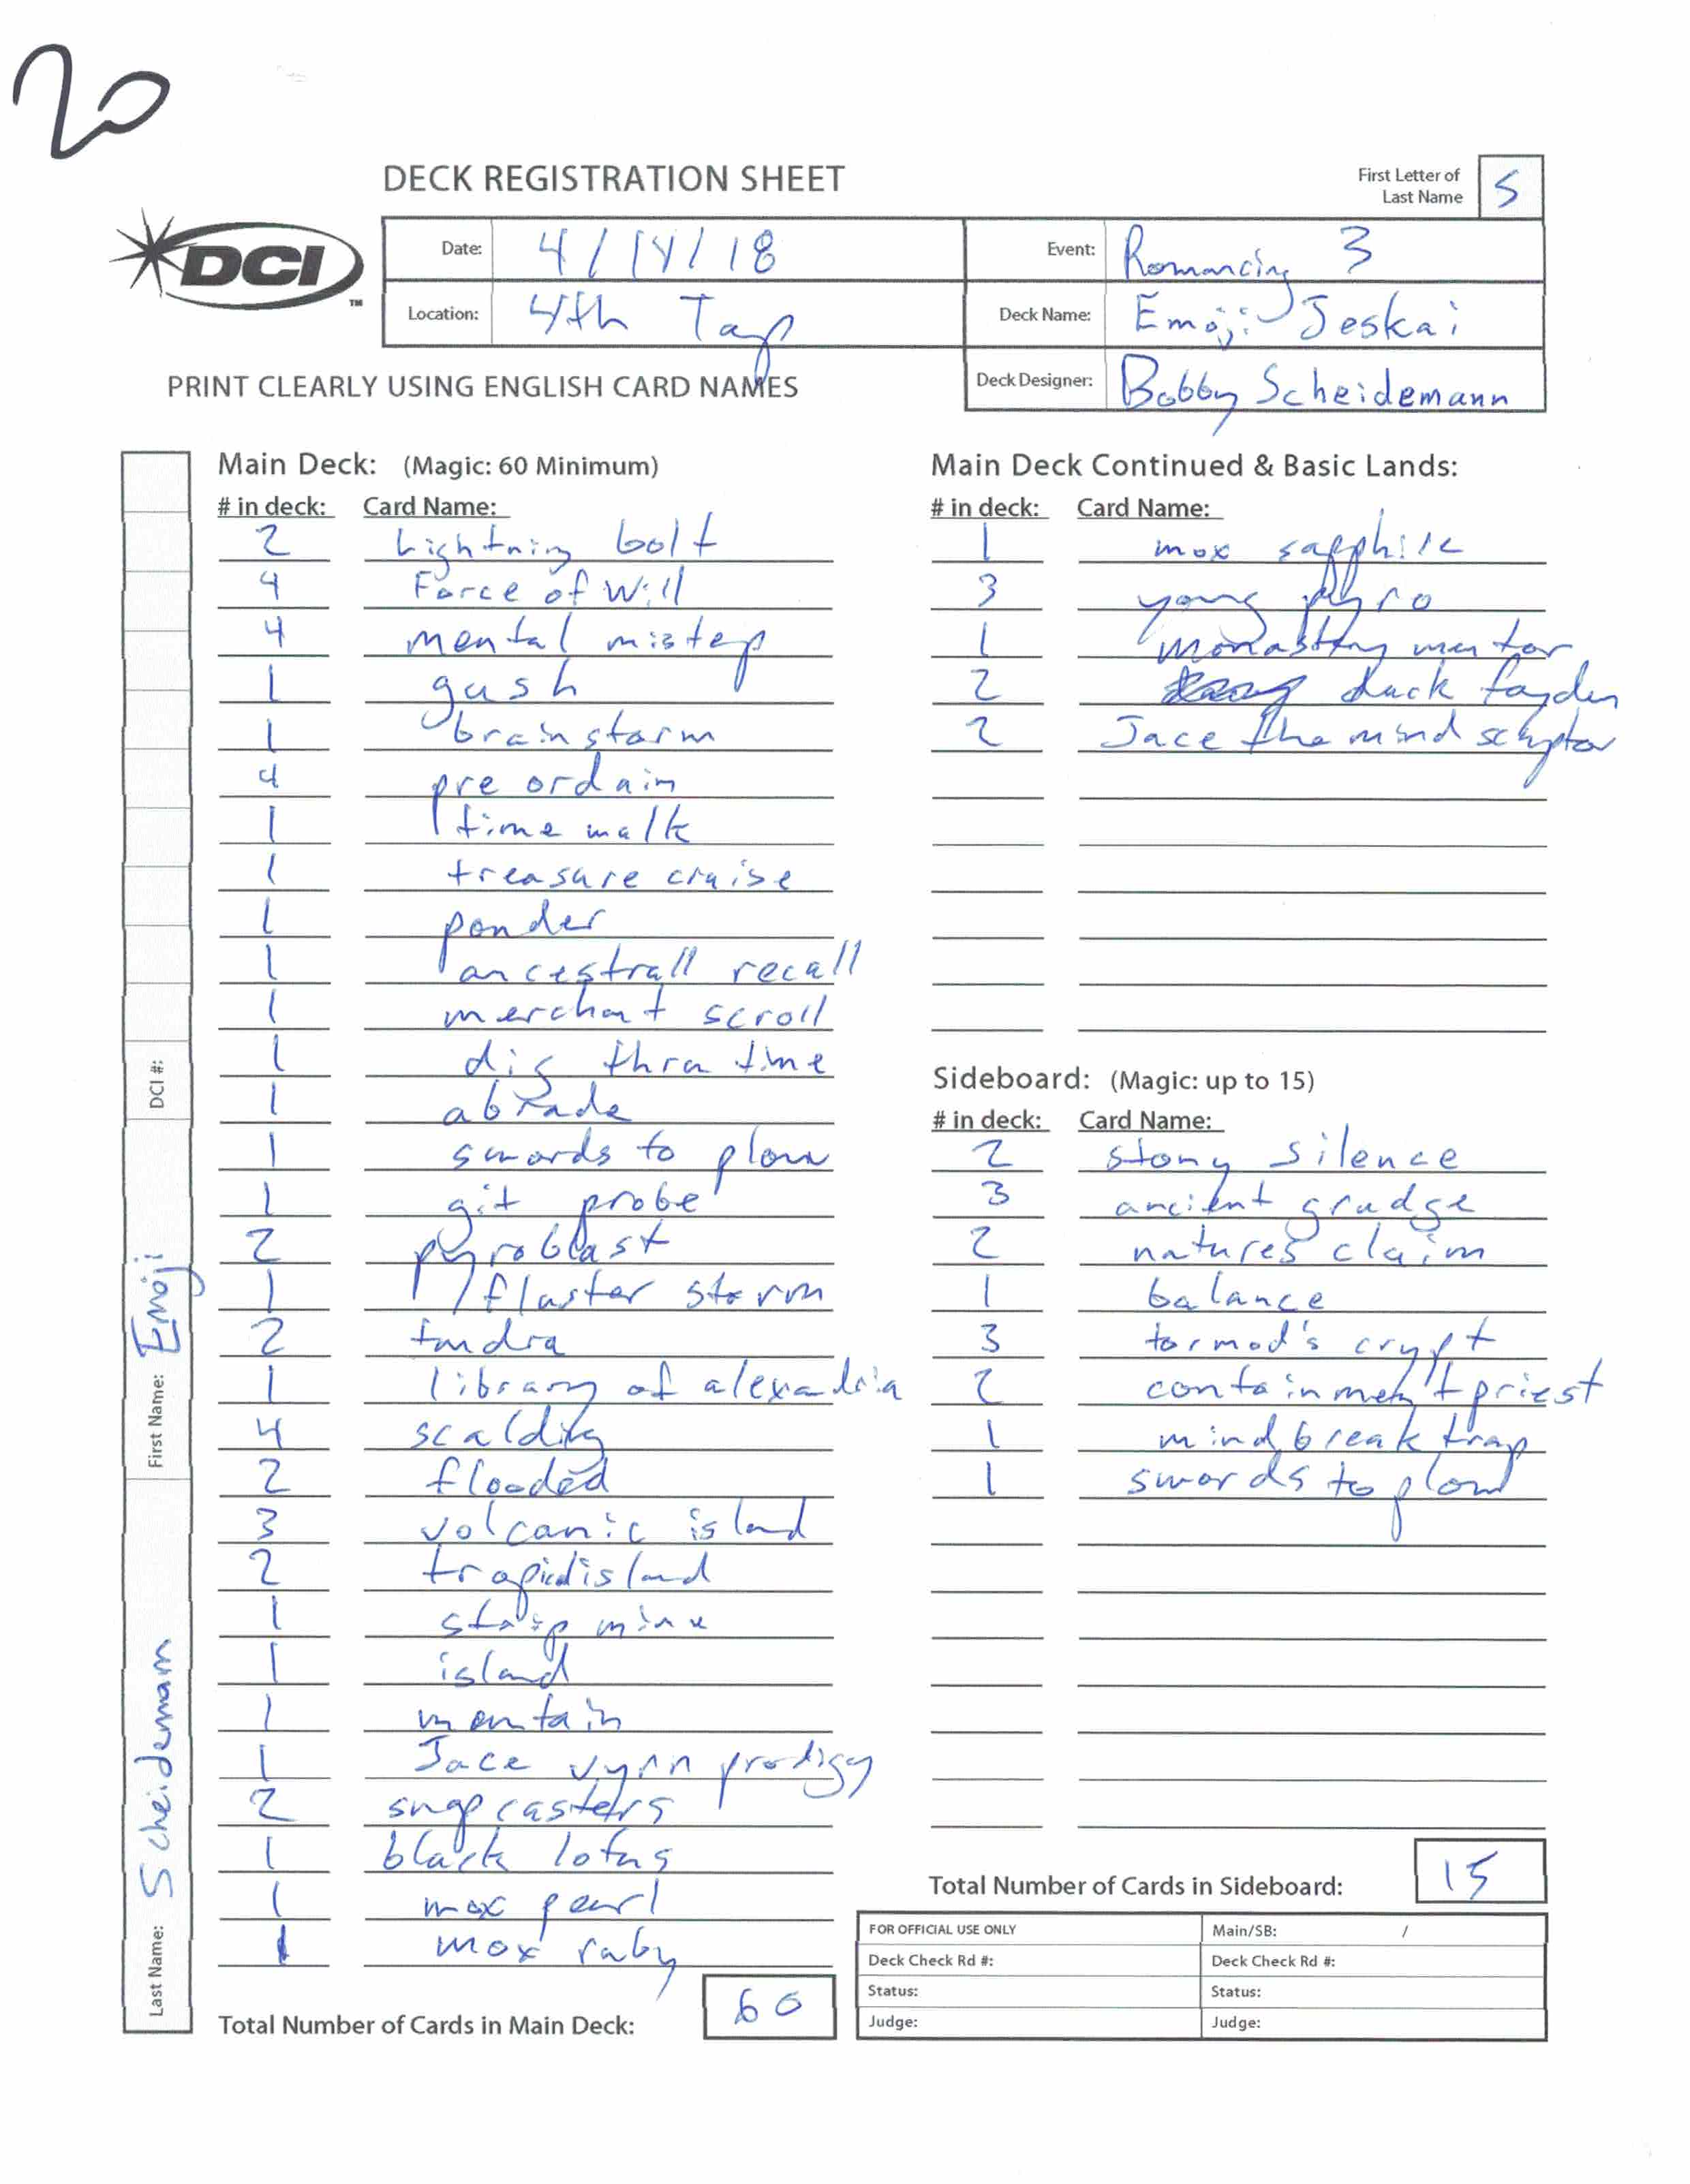 20
DECK REGISTRATION SHEET
First Letter of
Last Name
S
DCI
TM
Date: 4/14/18
Event: Romancing 3
Location: 4th Tap
Deck Name: Emoji Jeskai
PRINT CLEARLY USING ENGLISH CARD NAMES
Deck Designer: Bobby Scheidemann
Main Deck: (Magic: 60 Minimum)
# in deck: Card Name:
2 Lightning bolt
4 Force of Will
4 mental mistep
1 gush
1 brainstorm
4 pre ordain
1 time walk
1 treasure cruise
1 ponder
1 ancestrall recall
1 merchant scroll
1 dig thru time
1 abrade
1 swords to plow
1 git probe
2 pyroblast
1 fluster storm
2 tundra
1 library of alexadria
4 scalding
2 flooded
3 volcanic island
2 tropical island
1 strip mine
1 island
1 mountain
1 Jace vynn prodigy
2 snapcasters
1 black lotus
1 mox pearl
1 mox ruby
Total Number of Cards in Main Deck: 60
Main Deck Continued & Basic Lands:
# in deck: Card Name:
1 mox sapphire
3 young pyro
1 monastery mentor
2 dack fayden
2 Jace the mind sculptor
Sideboard: (Magic: up to 15)
# in deck: Card Name:
2 stony silence
3 ancient grudge
2 natures claim
1 balance
3 tormod's crypt
2 containment priest
1 mindbreak trap
1 swords to plow
Total Number of Cards in Sideboard: 15
FOR OFFICIAL USE ONLY
Main/SB: /
Deck Check Rd #:
Deck Check Rd #:
Status:
Status:
Judge:
Judge:
DCI #:
First Name: Emoji
Last Name: Scheidemann